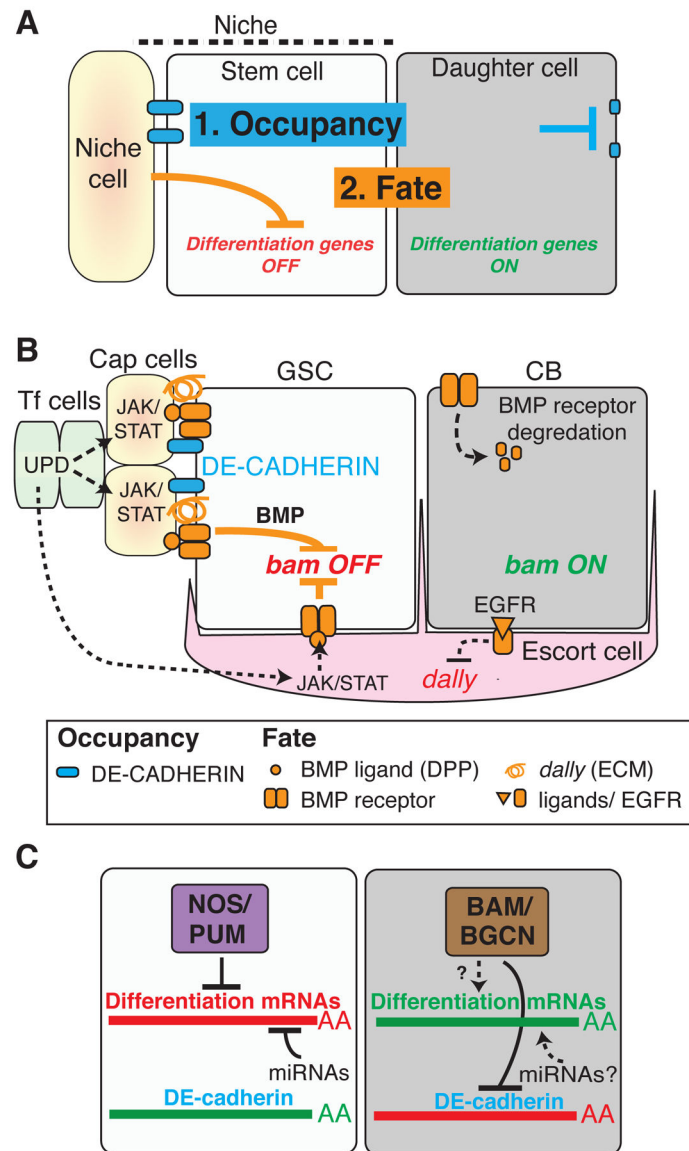 A
Niche
Stem cell
Daughter cell
Niche
cell
1. Occupancy
2. Fate
Differentiation genes
OFF
Differentiation genes
ON
B
Cap cells
GSC
CB
Tf cells
JAK/
STAT
UPD
JAK/
STAT
DE-CADHERIN
BMP
bam OFF
BMP receptor
degredation
bam ON
EGFR
Escort cell
JAK/STAT
dally
Occupancy
DE-CADHERIN
Fate
BMP ligand (DPP)
dally (ECM)
BMP receptor
ligands/ EGFR
C
NOS/
PUM
Differentiation mRNAs
AA
miRNAs
DE-cadherin
AA
BAM/
BGCN
?
Differentiation mRNAs
AA
miRNAs?
DE-cadherin
AA